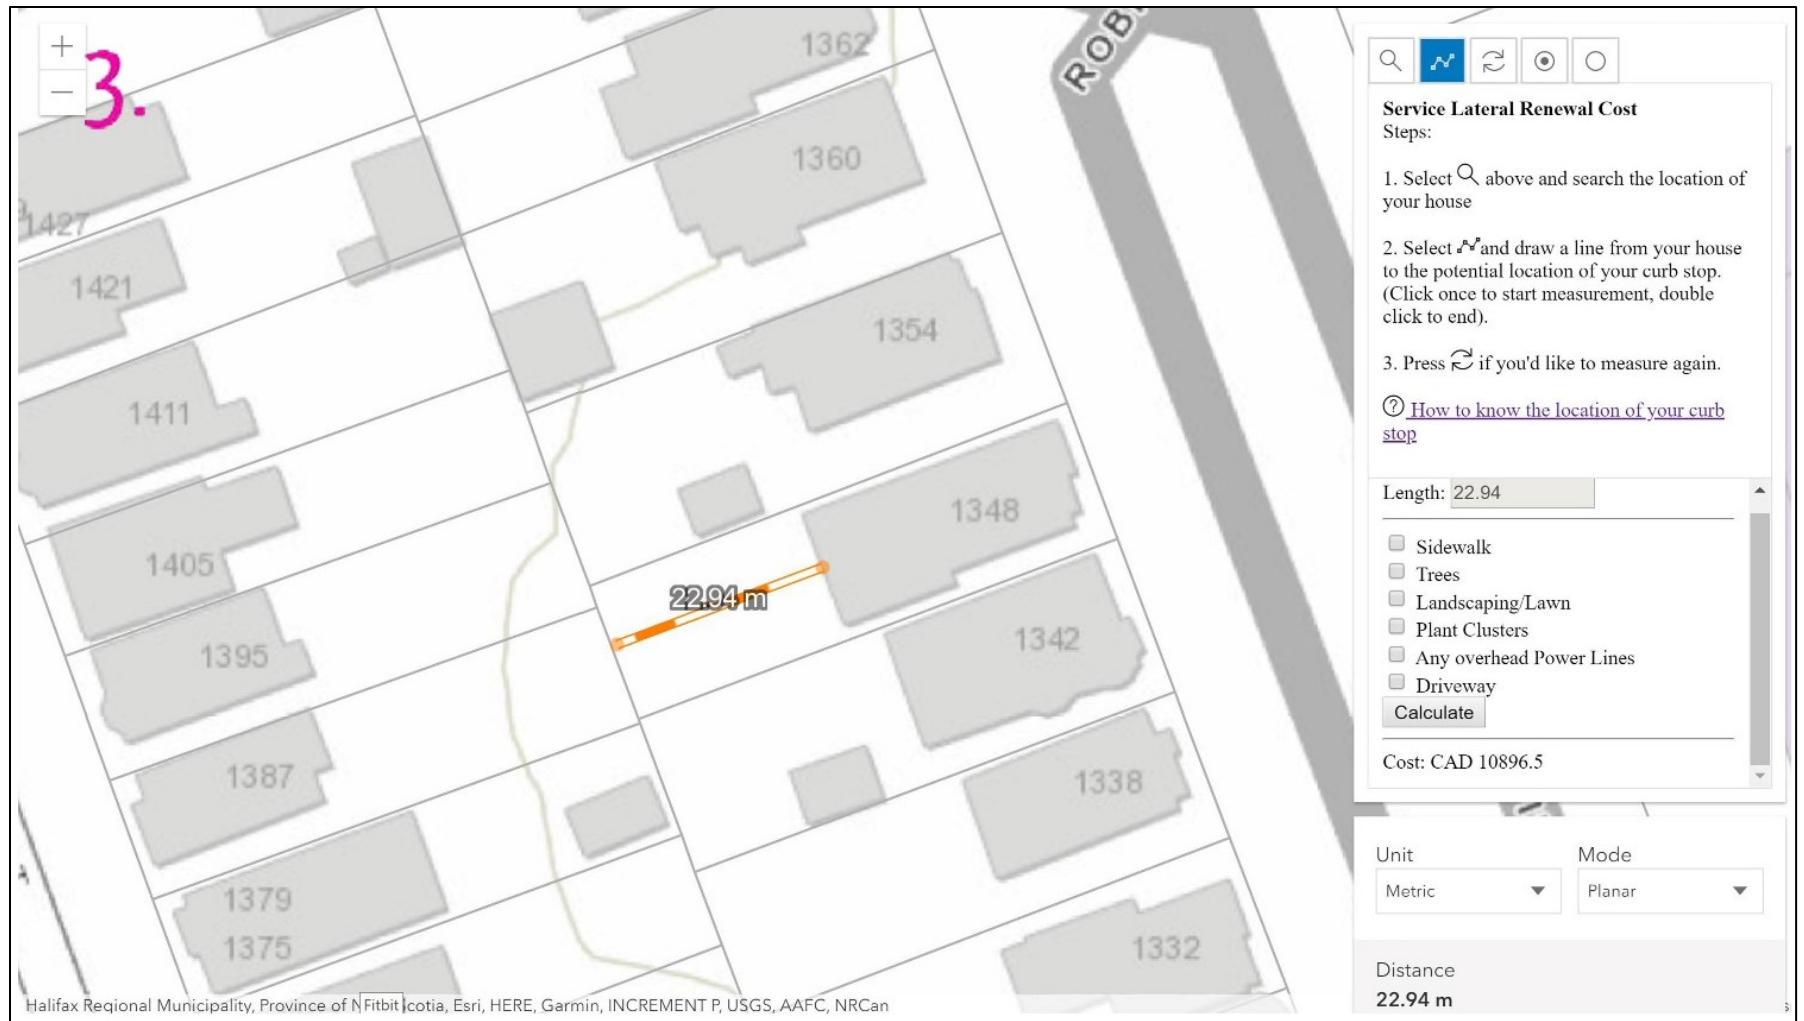 +
3.
−
1362
ROB
1360
1427
1421
1354
1411
1348
1405
22.94 m
1342
1395
1387
1338
1379
1375
1332
Service Lateral Renewal Cost
Steps:
1. Select above and search the location of
your house
2. Select and draw a line from your house
to the potential location of your curb stop.
(Click once to start measurement, double
click to end).
3. Press if you'd like to measure again.
? How to know the location of your curb
stop
Length: 22.94
Sidewalk
Trees
Landscaping/Lawn
Plant Clusters
Any overhead Power Lines
Driveway
Calculate
Cost: CAD 10896.5
Unit
Mode
Metric
Planar
Distance
22.94 m
Halifax Regional Municipality, Province of N Fitbit cotia, Esri, HERE, Garmin, INCREMENT P, USGS, AAFC, NRCan